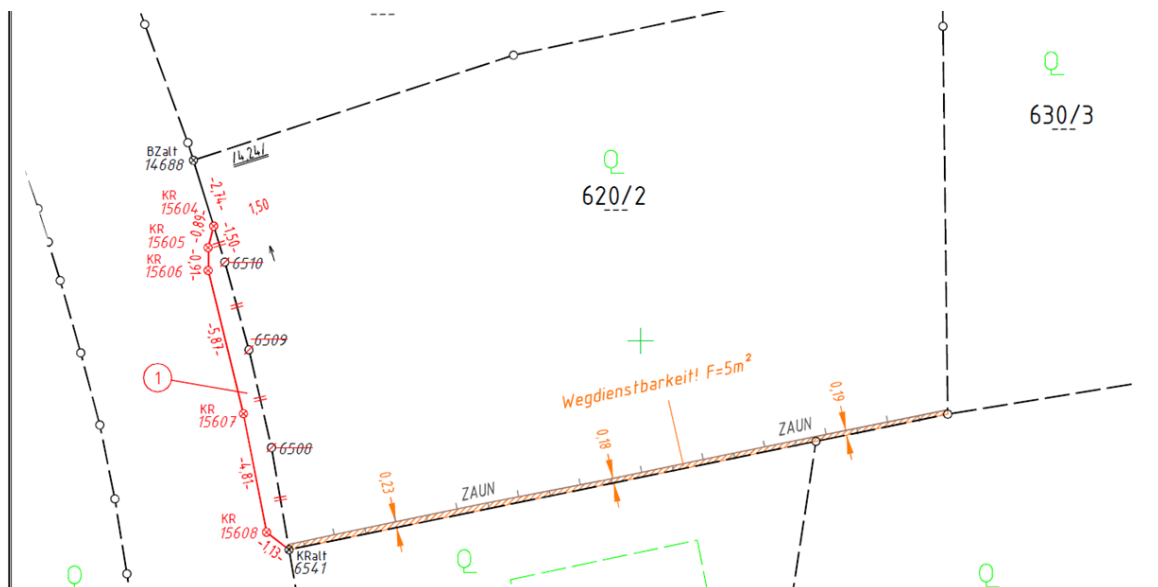 BZalt
14688
/4.24/
KR
15604
-2,74-
1,50
-0,89-
-1,50-
KR
15605
KR
15606
-0,91-
6510
-5,87-
6509
1
KR
15607
6508
-4,81-
KR
15608
-1,13-
KRalt
6541
620/2
630/3
Wegdienstbarkeit! F=5m²
0,19
ZAUN
0,18
0,23
ZAUN